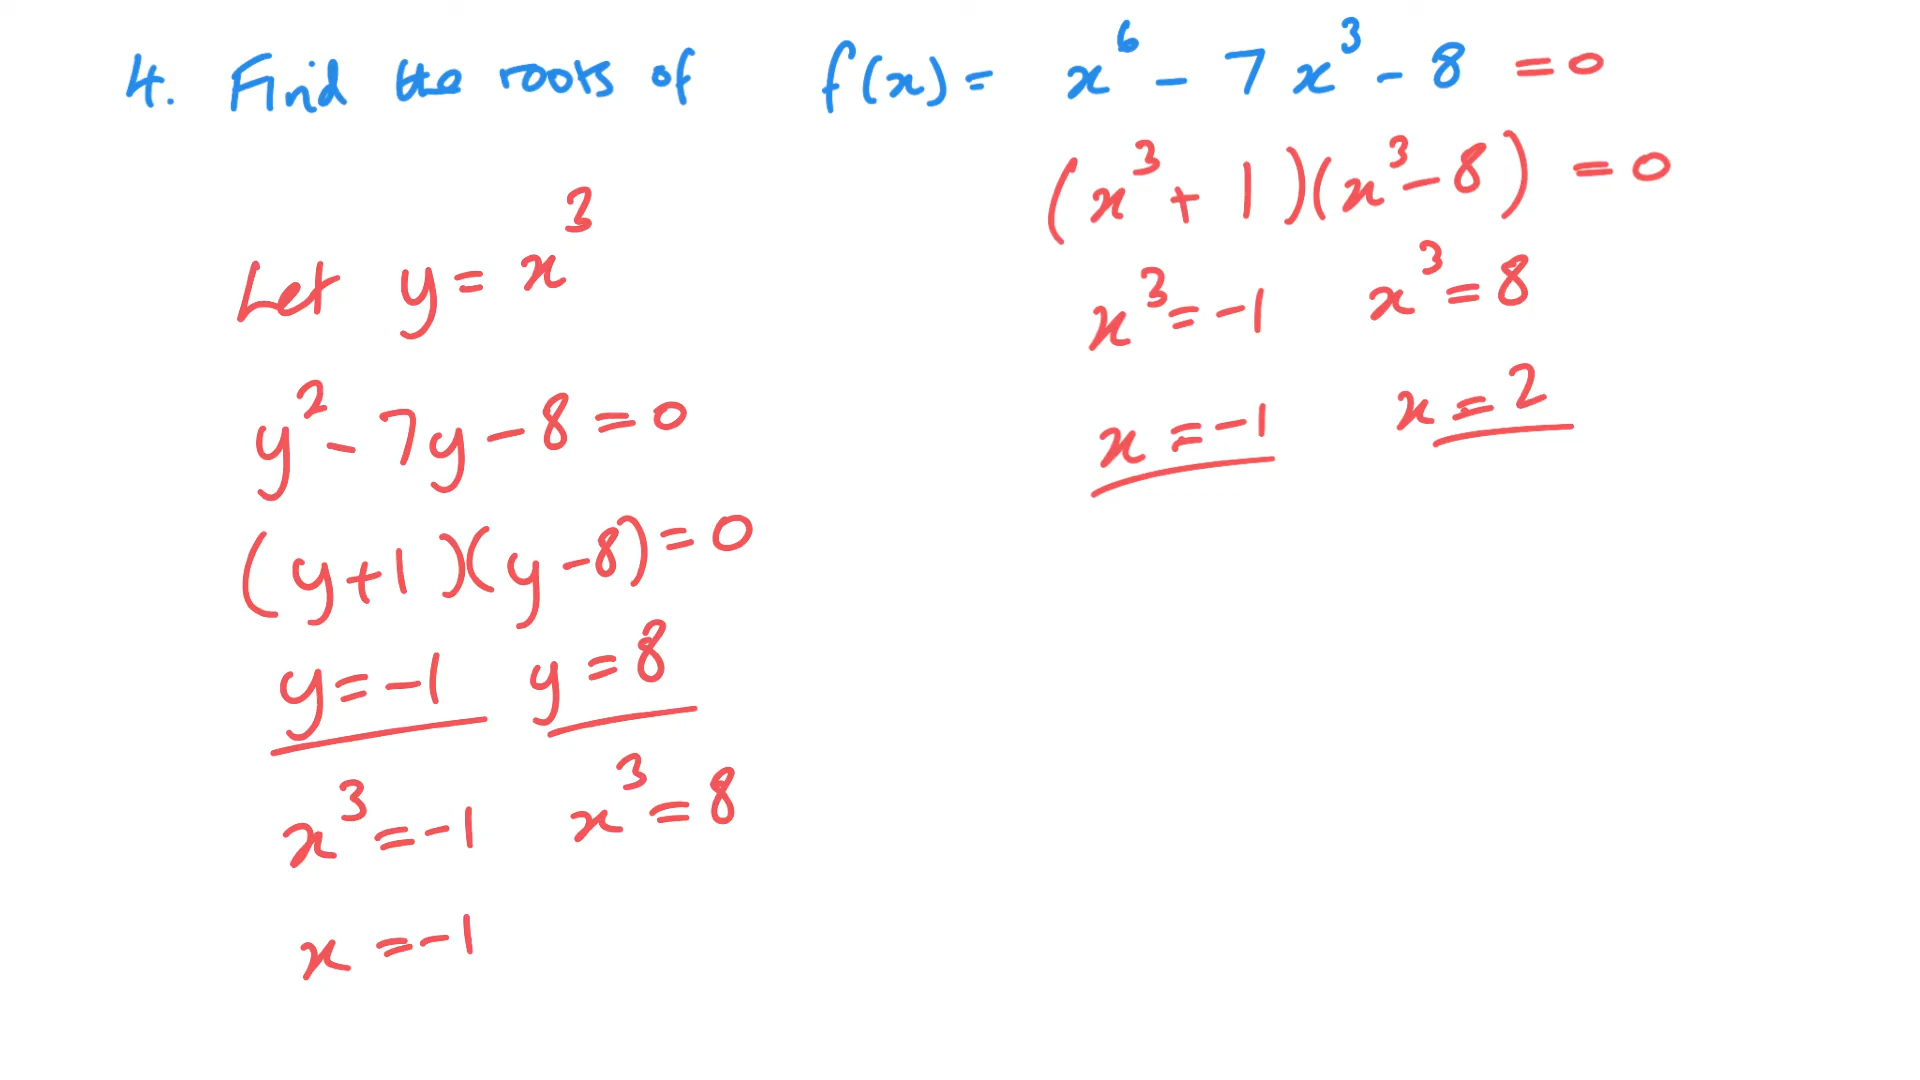 4. Find the roots of f(x) = x⁶ - 7x³ - 8 = 0
(x³ + 1)(x³ - 8) = 0
x³ = -1 x³ = 8
x = -1 x = 2
Let y = x³
y² - 7y - 8 = 0
(y + 1)(y - 8) = 0
y = -1 y = 8
x³ = -1 x³ = 8
x = -1